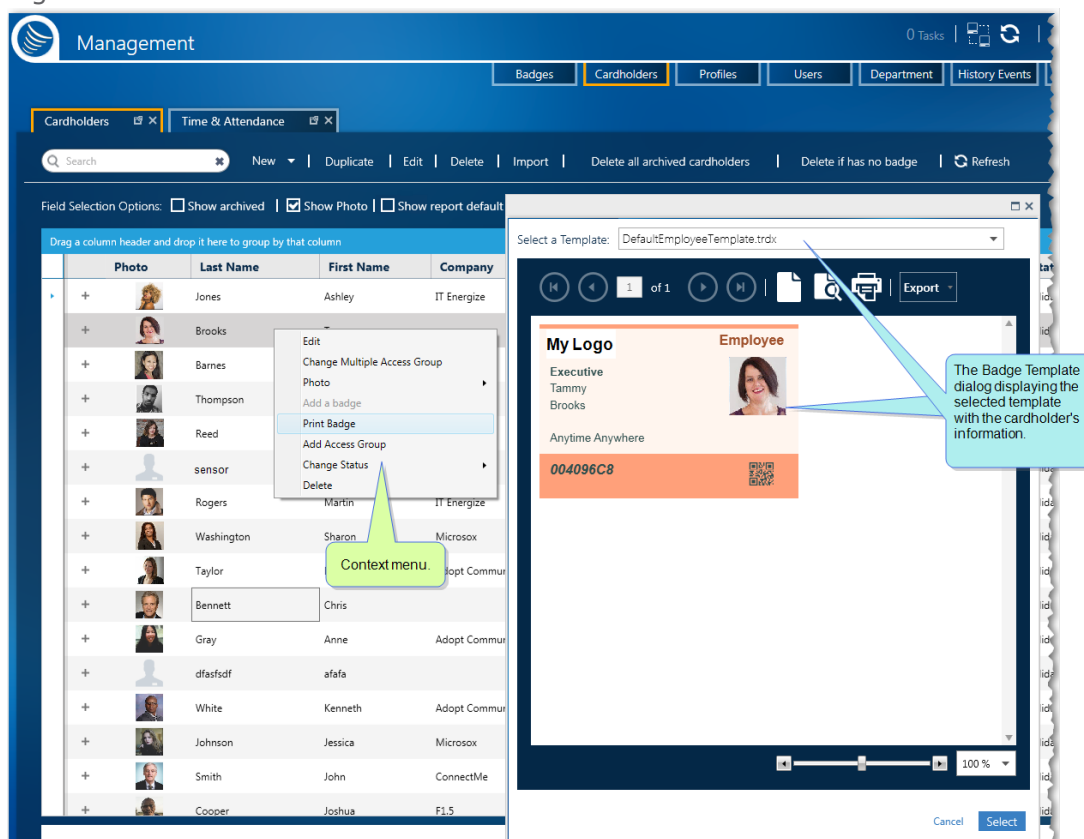 Management
0 Tasks
Badges Cardholders Profiles Users Department History Events
Cardholders Time & Attendance
Search New Duplicate Edit Delete Import Delete all archived cardholders Delete if has no badge Refresh
Field Selection Options: Show archived Show Photo Show report default
Drag a column header and drop it here to group by that column
Photo Last Name First Name Company
Jones Ashley IT Energize
Brooks
Barnes
Thompson
Reed
sensor
Rogers Martin IT Energize
Washington Sharon Microsox
Taylor
Bennett Chris
Gray Anne Adopt Commu
dfasfsdf afafa
White Kenneth Adopt Commu
Johnson Jessica Microsox
Smith John ConnectMe
Cooper Joshua F1.5
Edit
Change Multiple Access Group
Photo
Add a badge
Print Badge
Add Access Group
Change Status
Delete
Context menu.
Select a Template: DefaultEmployeeTemplate.trdx
1 of 1 Export
My Logo Employee
Executive
Tammy
Brooks
Anytime Anywhere
004096C8
The Badge Template
dialog displaying the
selected template
with the cardholder's
information.
100 %
Cancel Select